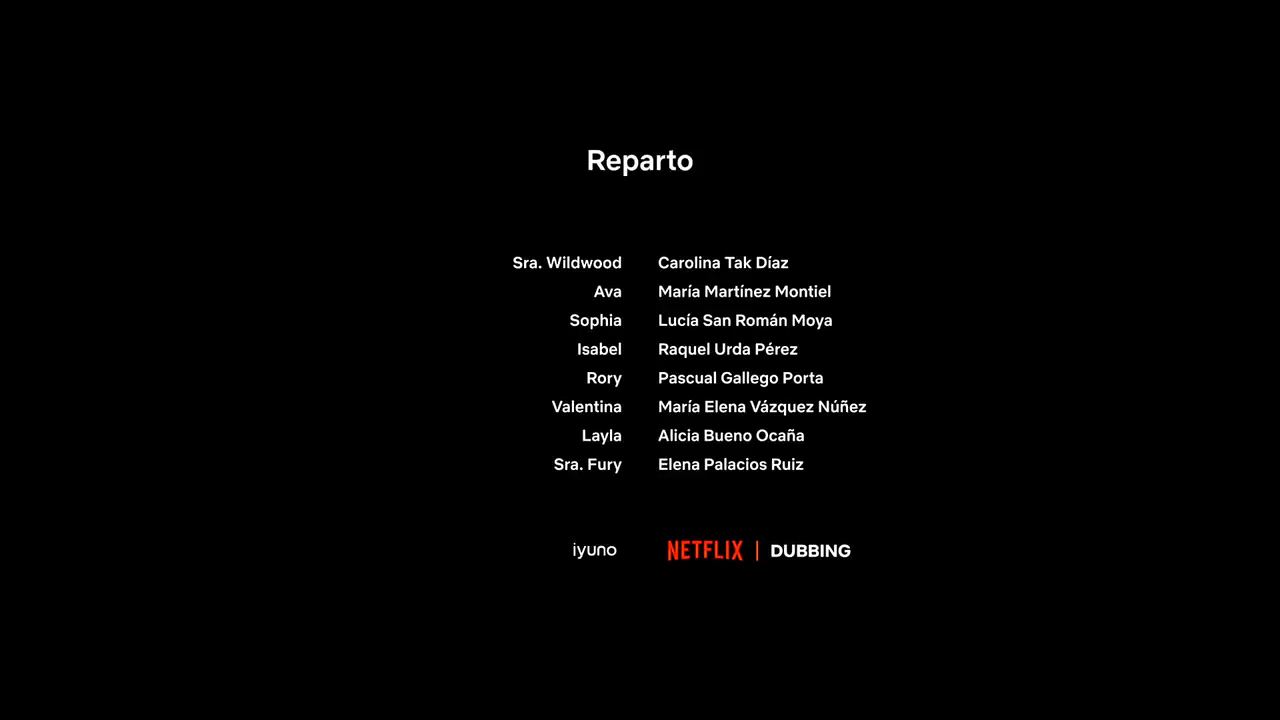 Reparto
Sra. Wildwood Carolina Tak Díaz
Ava María Martínez Montiel
Sophia Lucía San Román Moya
Isabel Raquel Urda Pérez
Rory Pascual Gallego Porta
Valentina María Elena Vázquez Núñez
Layla Alicia Bueno Ocaña
Sra. Fury Elena Palacios Ruiz
iyuno NETFLIX | DUBBING